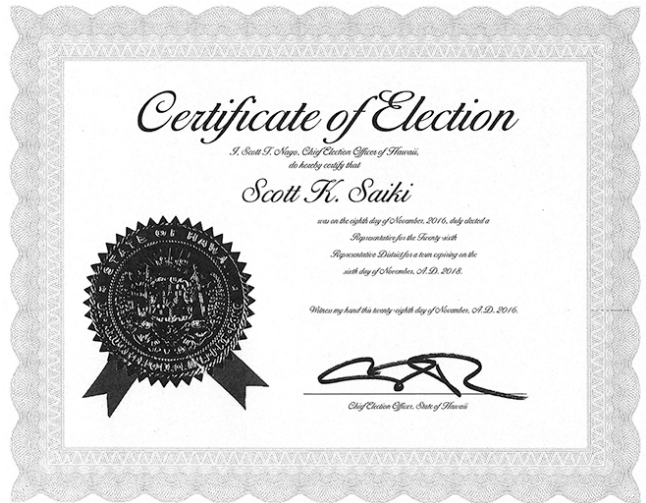 Certificate of Election
I, Scott T. Nago, Chief Election Officer of Hawaii,
do hereby certify that
Scott K. Saiki
was on the eighth day of November, 2016, duly elected a
Representative for the Twenty-sixth
Representative District for a term expiring on the
sixth day of November, A.D. 2018.
Witness my hand this twenty-eighth day of November, A.D. 2016.
STATE OF HAWAII
Chief Election Officer, State of Hawaii